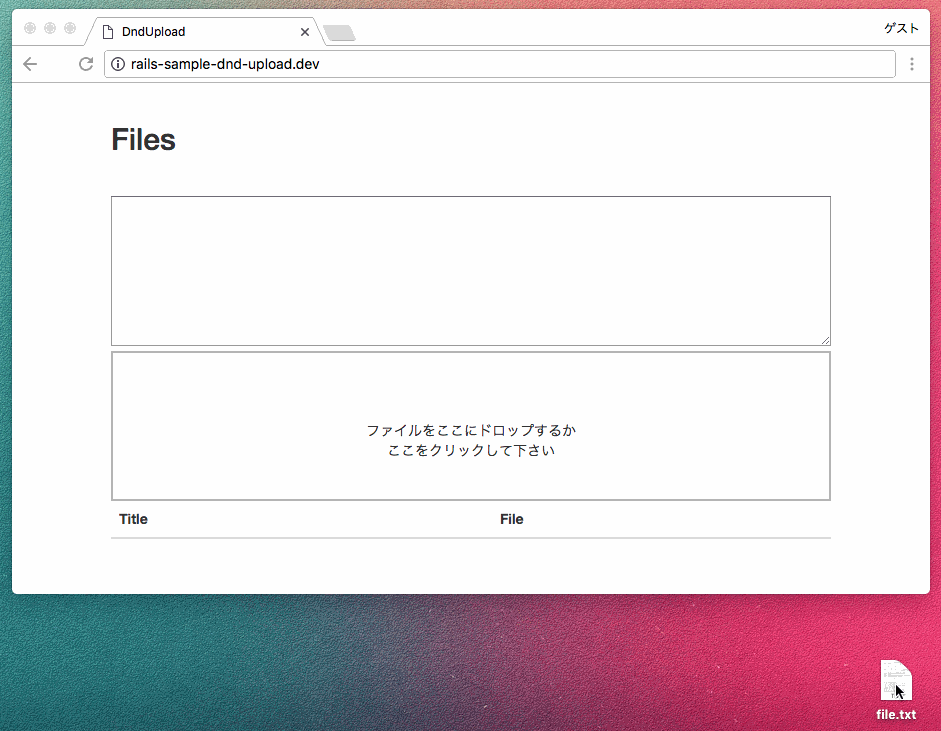 DndUpload
ゲスト
rails-sample-dnd-upload.dev
Files
ファイルをここにドロップするか
ここをクリックして下さい
Title File
file.txt